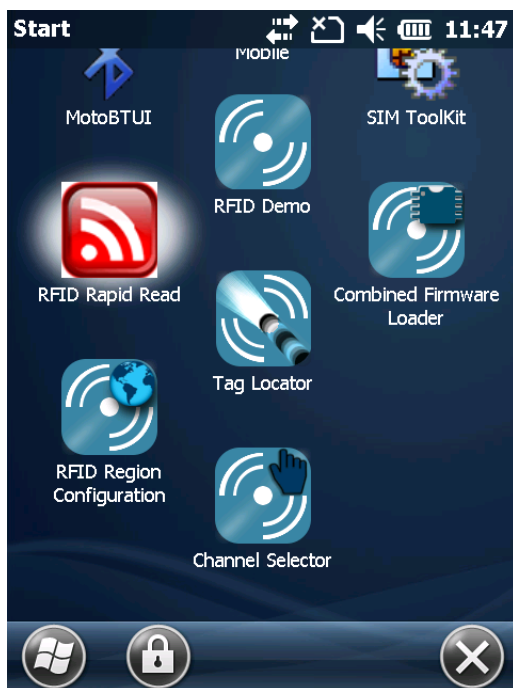 Start
11:47
Mobile
MotoBTUI
SIM ToolKit
RFID Demo
RFID Rapid Read
Combined Firmware
Loader
Tag Locator
RFID Region
Configuration
Channel Selector